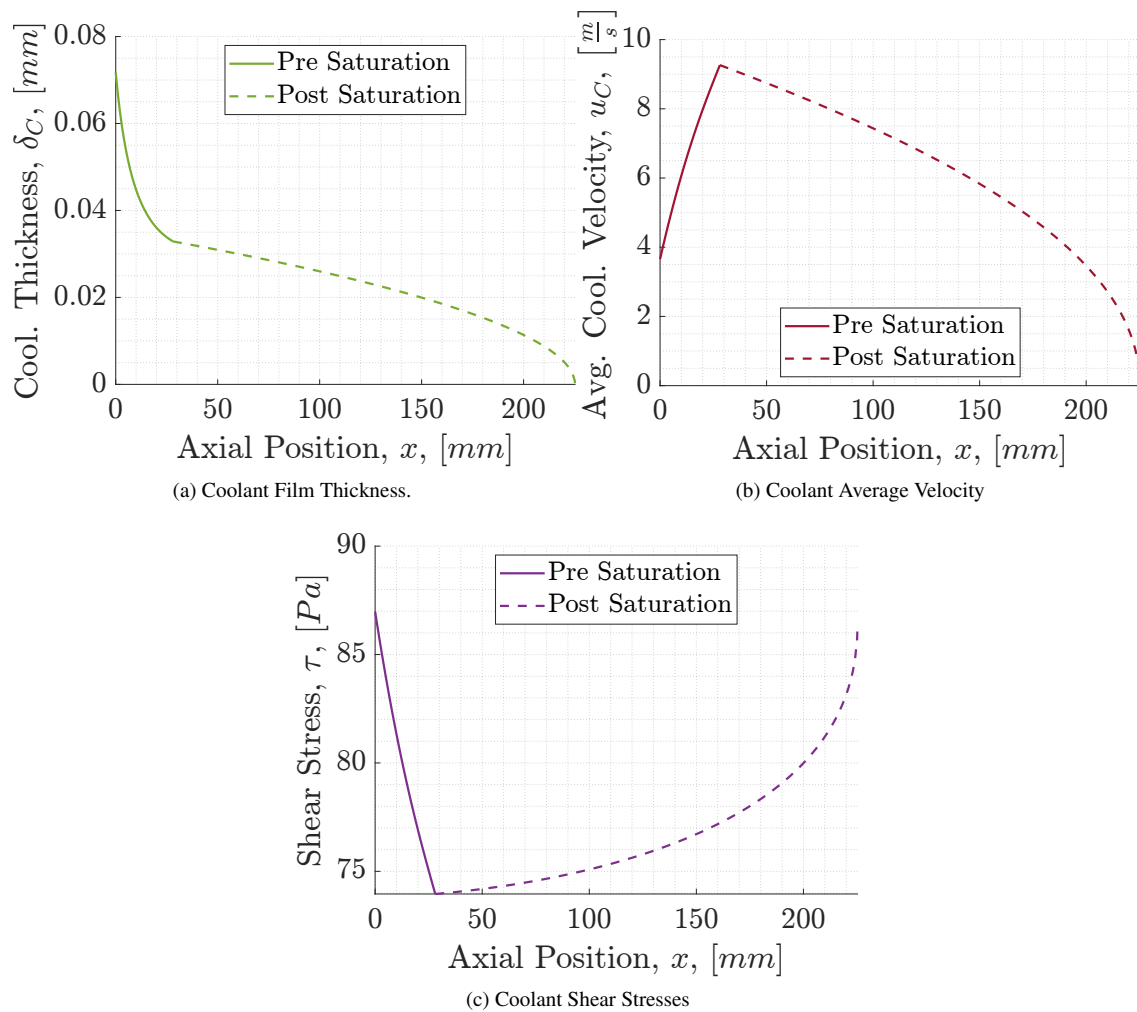 Cool. Thickness, δ_C, [mm]
0.08
0.06
0.04
0.02
0
Pre Saturation
Post Saturation
0 50 100 150 200
Axial Position, x, [mm]
(a) Coolant Film Thickness.
Avg. Cool. Velocity, u_C, [m/s]
10
8
6
4
2
0
Pre Saturation
Post Saturation
0 50 100 150 200
Axial Position, x, [mm]
(b) Coolant Average Velocity
Shear Stress, τ, [Pa]
90
85
80
75
Pre Saturation
Post Saturation
0 50 100 150 200
Axial Position, x, [mm]
(c) Coolant Shear Stresses